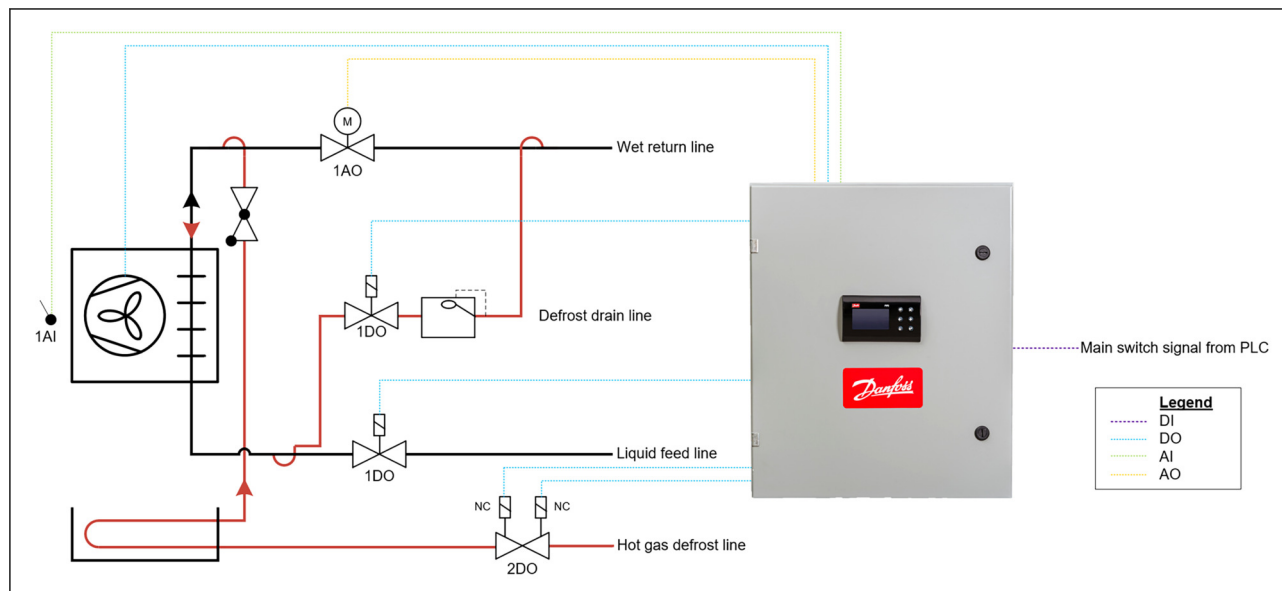 M
1AO
Wet return line
1AI
1DO
Defrost drain line
Main switch signal from PLC
Danfoss
Legend
DI
DO
AI
AO
1DO
Liquid feed line
NC
NC
2DO
Hot gas defrost line